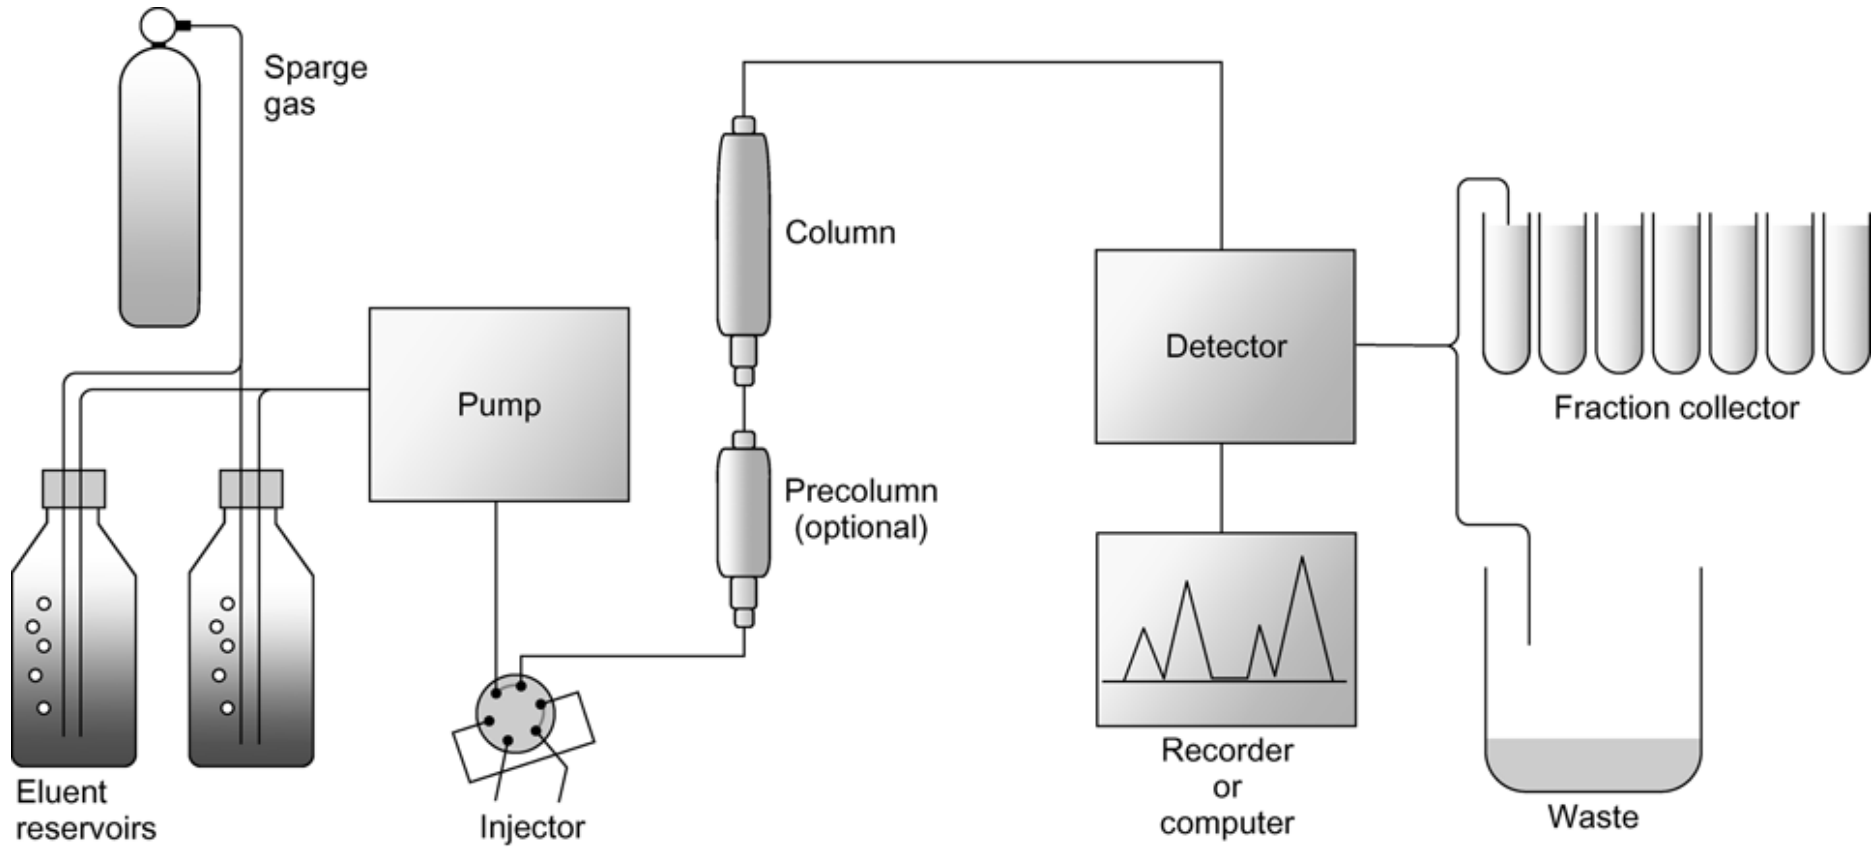 Sparge
gas
Column
Pump
Detector
Fraction collector
Precolumn
(optional)
Eluent
reservoirs
Injector
Recorder
or
computer
Waste